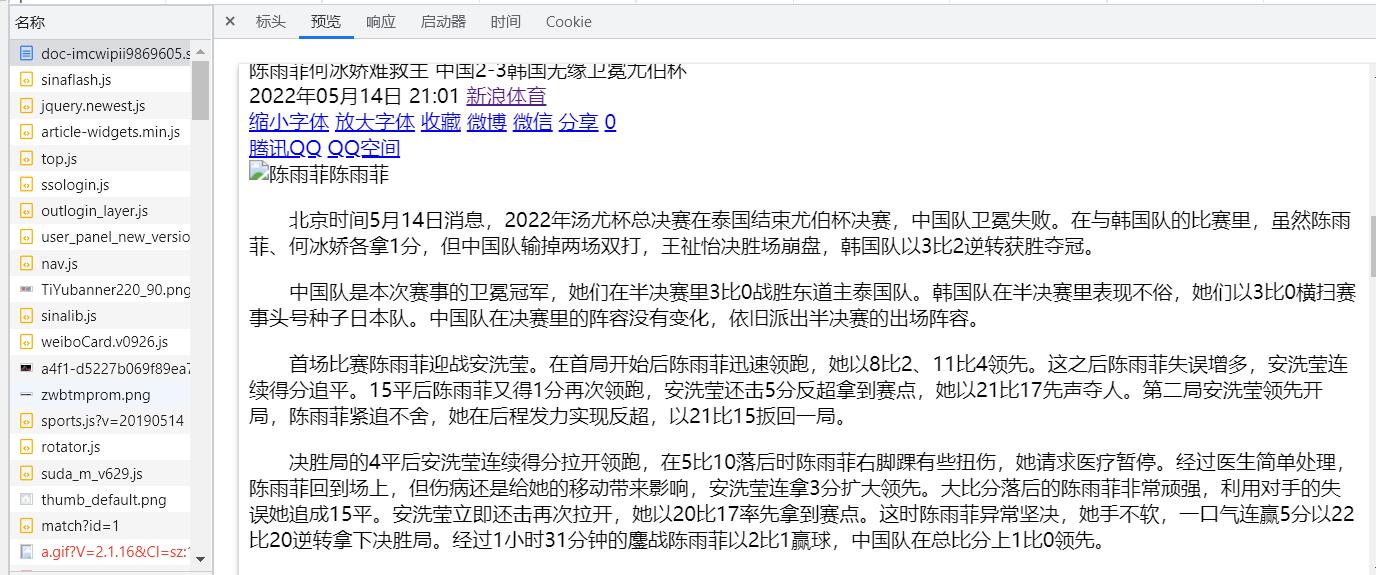 名称
× 标头 预览 响应 启动器 时间 Cookie
doc-imcwipii9869605.s
sinaflash.js
jquery.newest.js
article-widgets.min.js
top.js
ssologin.js
outlogin_layer.js
user_panel_new_versio
nav.js
TiYubanner220_90.png
sinalib.js
weiboCard.v0926.js
a4f1-d5227b069f89ea7
zwbtmprom.png
sports.js?v=20190514
rotator.js
suda_m_v629.js
thumb_default.png
match?id=1
a.gif?V=2.1.16&CI=sz:1
陈雨菲何冰娇难救主 中国2-3韩国无缘卫冕尤伯杯
2022年05月14日 21:01 新浪体育
缩小字体 放大字体 收藏 微博 微信 分享 0
腾讯QQ QQ空间
陈雨菲陈雨菲
北京时间5月14日消息，2022年汤尤杯总决赛在泰国结束尤伯杯决赛，中国队卫冕失败。在与韩国队的比赛里，虽然陈雨
菲、何冰娇各拿1分，但中国队输掉两场双打，王祉怡决胜场崩盘，韩国队以3比2逆转获胜夺冠。
中国队是本次赛事的卫冕冠军，她们在半决赛里3比0战胜东道主泰国队。韩国队在半决赛里表现不俗，她们以3比0横扫赛
事头号种子日本队。中国队在决赛里的阵容没有变化，依旧派出半决赛的出场阵容。
首场比赛陈雨菲迎战安洗莹。在首局开始后陈雨菲迅速领跑，她以8比2、11比4领先。这之后陈雨菲失误增多，安洗莹连
续得分追平。15平后陈雨菲又得1分再次领跑，安洗莹还击5分反超拿到赛点，她以21比17先声夺人。第二局安洗莹领先开
局，陈雨菲紧追不舍，她在后程发力实现反超，以21比15扳回一局。
决胜局的4平后安洗莹连续得分拉开领跑，在5比10落后时陈雨菲右脚踝有些扭伤，她请求医疗暂停。经过医生简单处理，
陈雨菲回到场上，但伤病还是给她的移动带来影响，安洗莹连拿3分扩大领先。大比分落后的陈雨菲非常顽强，利用对手的失
误她追成15平。安洗莹立即还击再次拉开，她以20比17率先拿到赛点。这时陈雨菲异常坚决，她手不软，一口气连赢5分以22
比20逆转拿下决胜局。经过1小时31分钟的鏖战陈雨菲以2比1赢球，中国队在总比分上1比0领先。